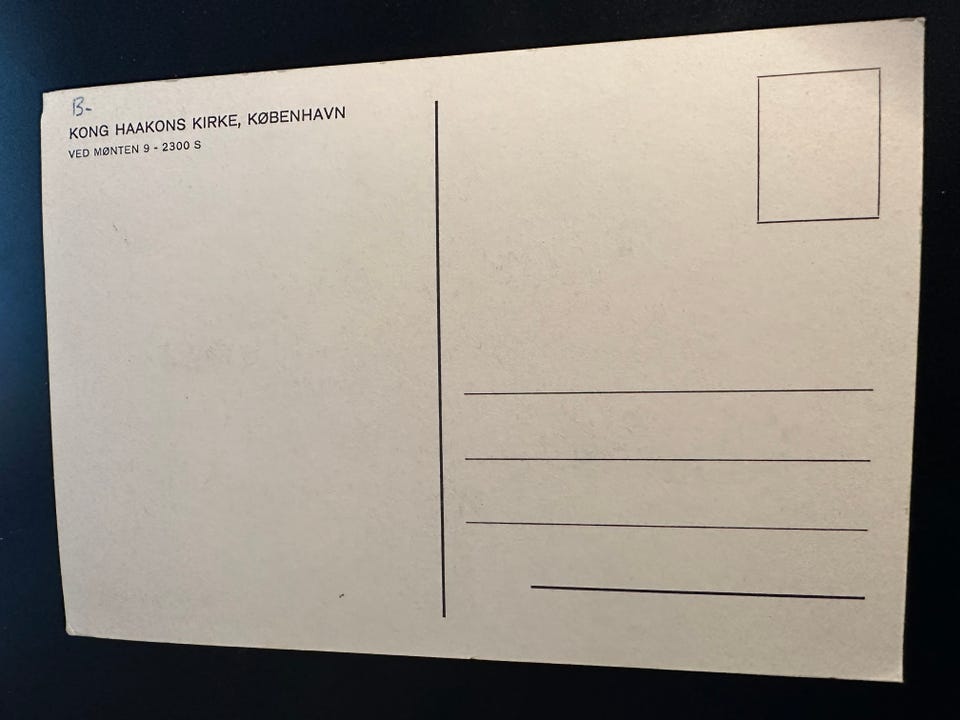 B-
KONG HAAKONS KIRKE, KØBENHAVN
VED MØNTEN 9 - 2300 S